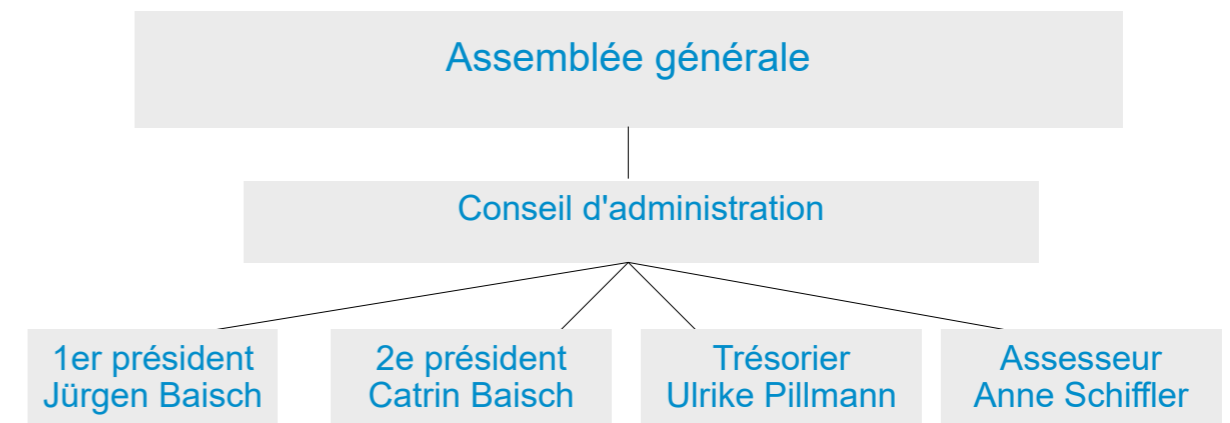 Assemblée générale
Conseil d'administration
1er président
Jürgen Baisch
2e président
Catrin Baisch
Trésorier
Ulrike Pillmann
Assesseur
Anne Schiffler